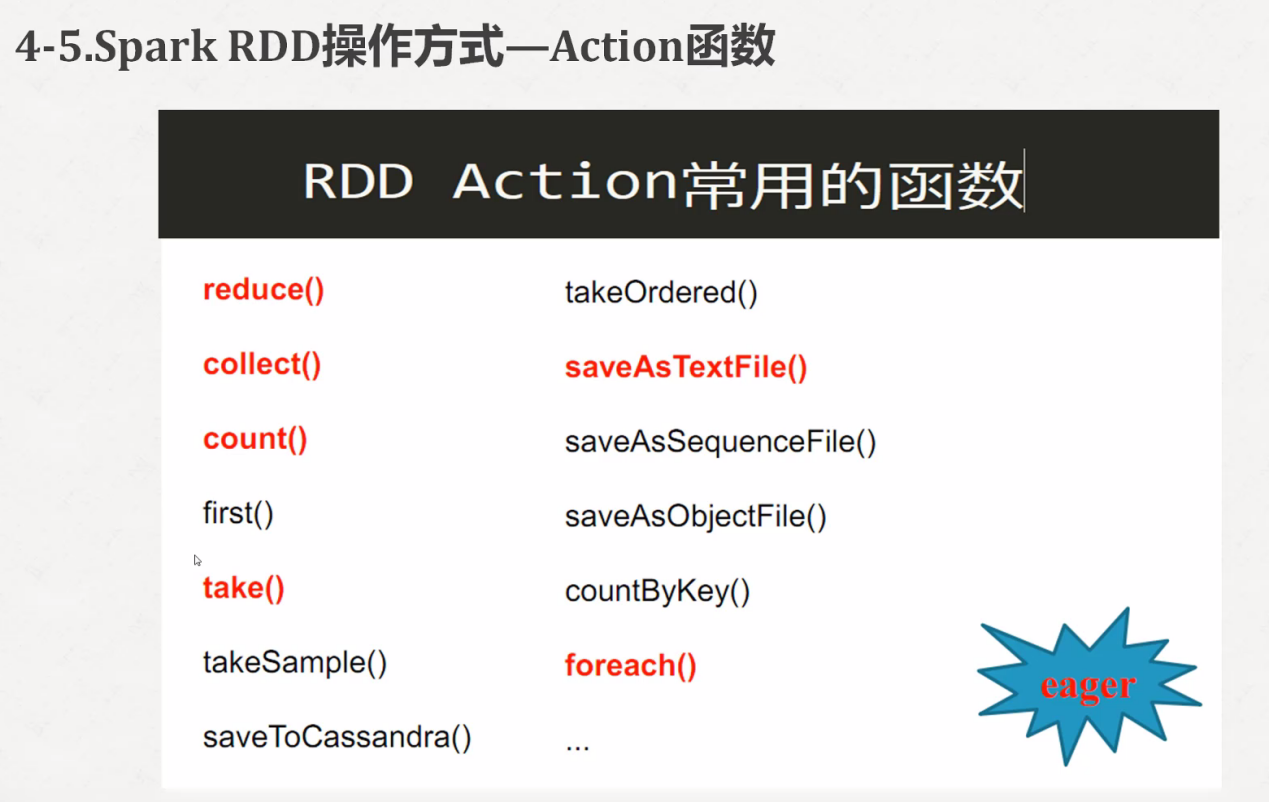 4-5.Spark RDD操作方式—Action函数
RDD Action常用的函数
reduce()
collect()
count()
first()
take()
takeSample()
saveToCassandra()
takeOrdered()
saveAsTextFile()
saveAsSequenceFile()
saveAsObjectFile()
countByKey()
foreach()
...
eager